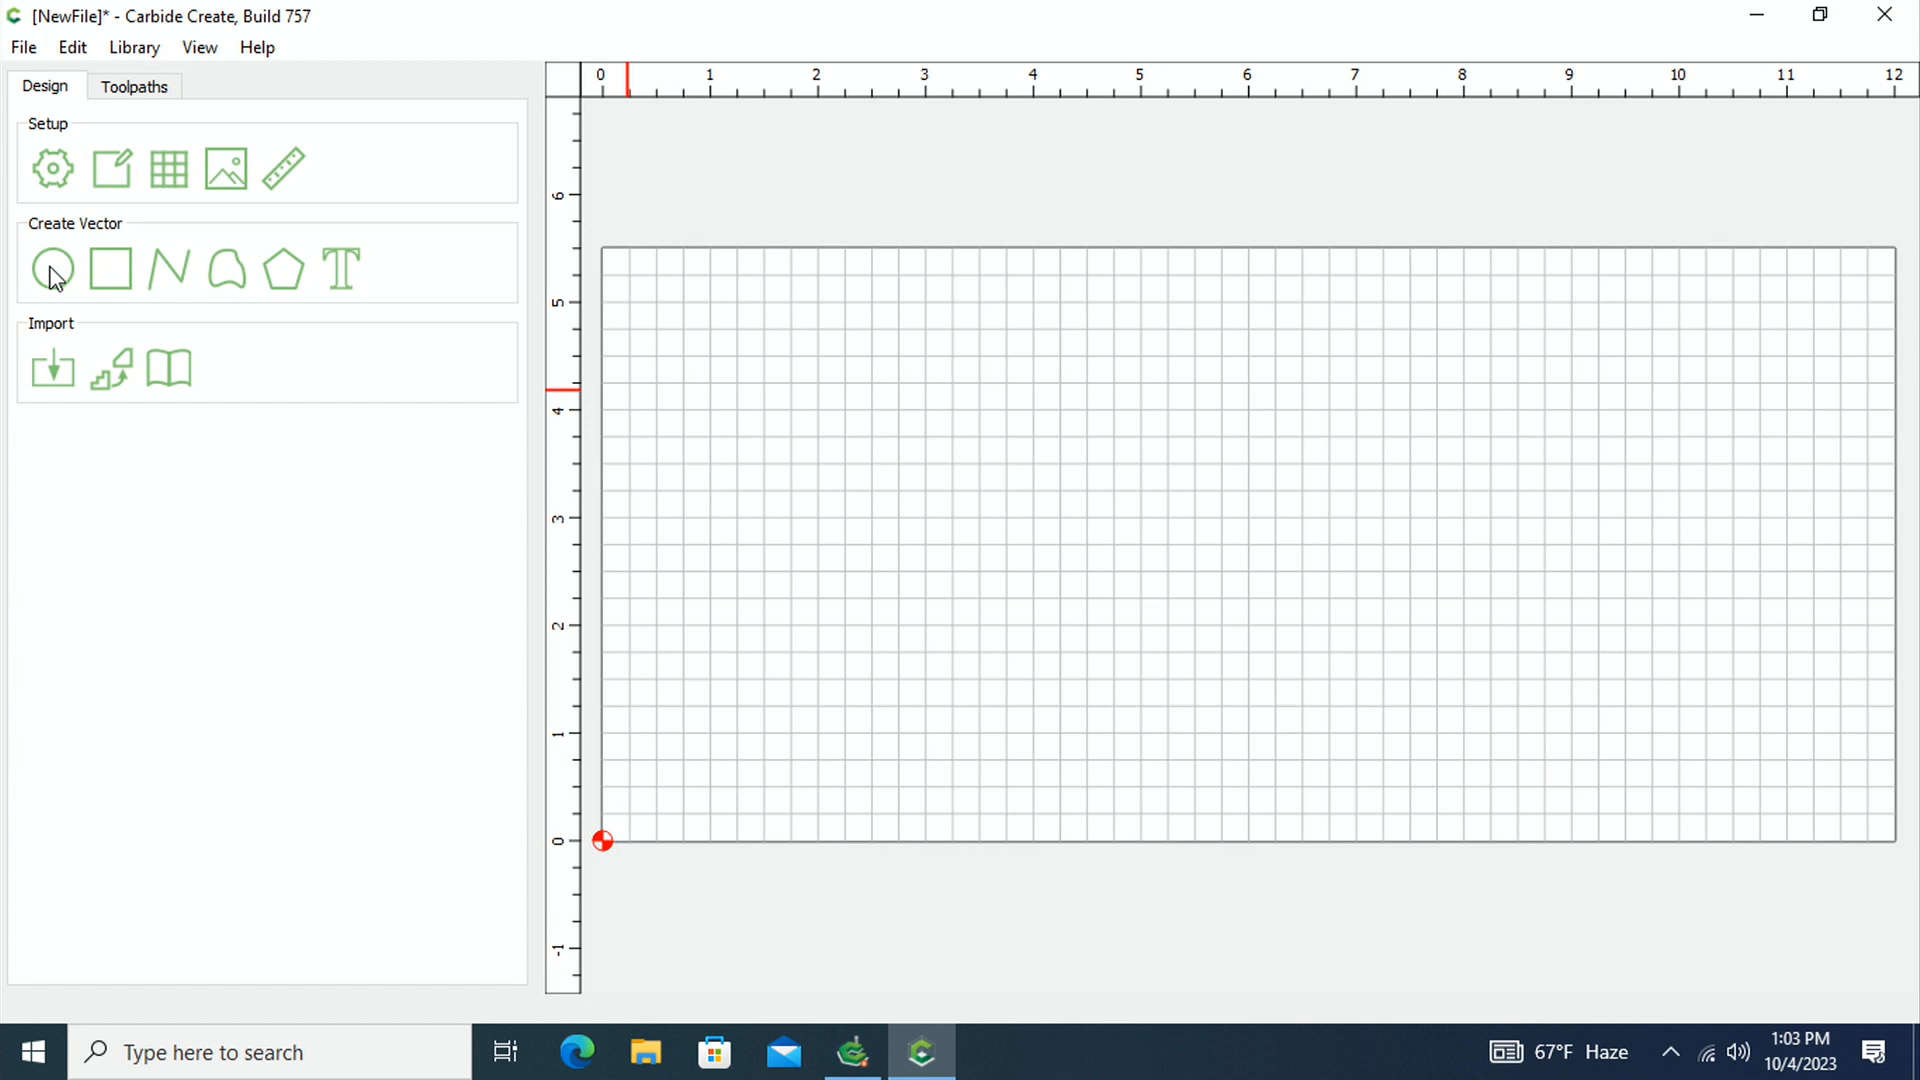 [NewFile]* - Carbide Create, Build 757
File Edit Library View Help
Design Toolpaths
Setup
Create Vector
Import
0 1 2 3 4 5 6 7 8 9 10 11 12
6
5
4
3
2
1
0
-1
Type here to search
67°F Haze
1:03 PM
10/4/2023